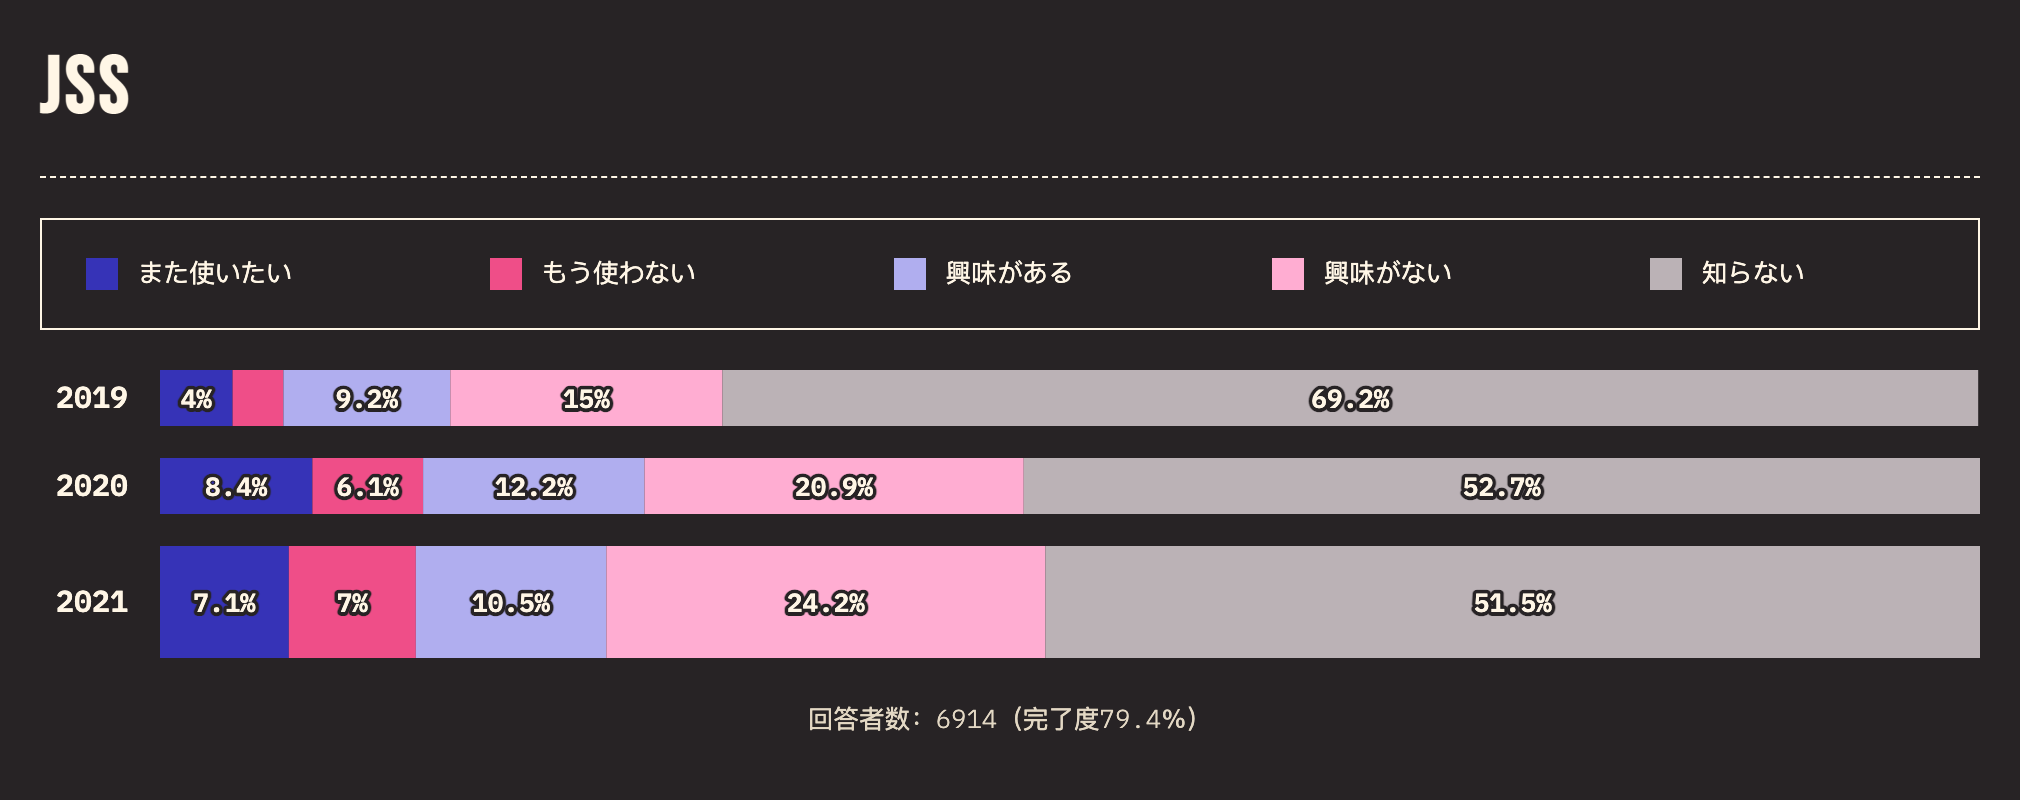 JSS
また使いたい もう使わない 興味がある 興味がない 知らない
2019 4% 9.2% 15% 69.2%
2020 8.4% 6.1% 12.2% 20.9% 52.7%
2021 7.1% 7% 10.5% 24.2% 51.5%
回答者数: 6914 (完了度79.4%)